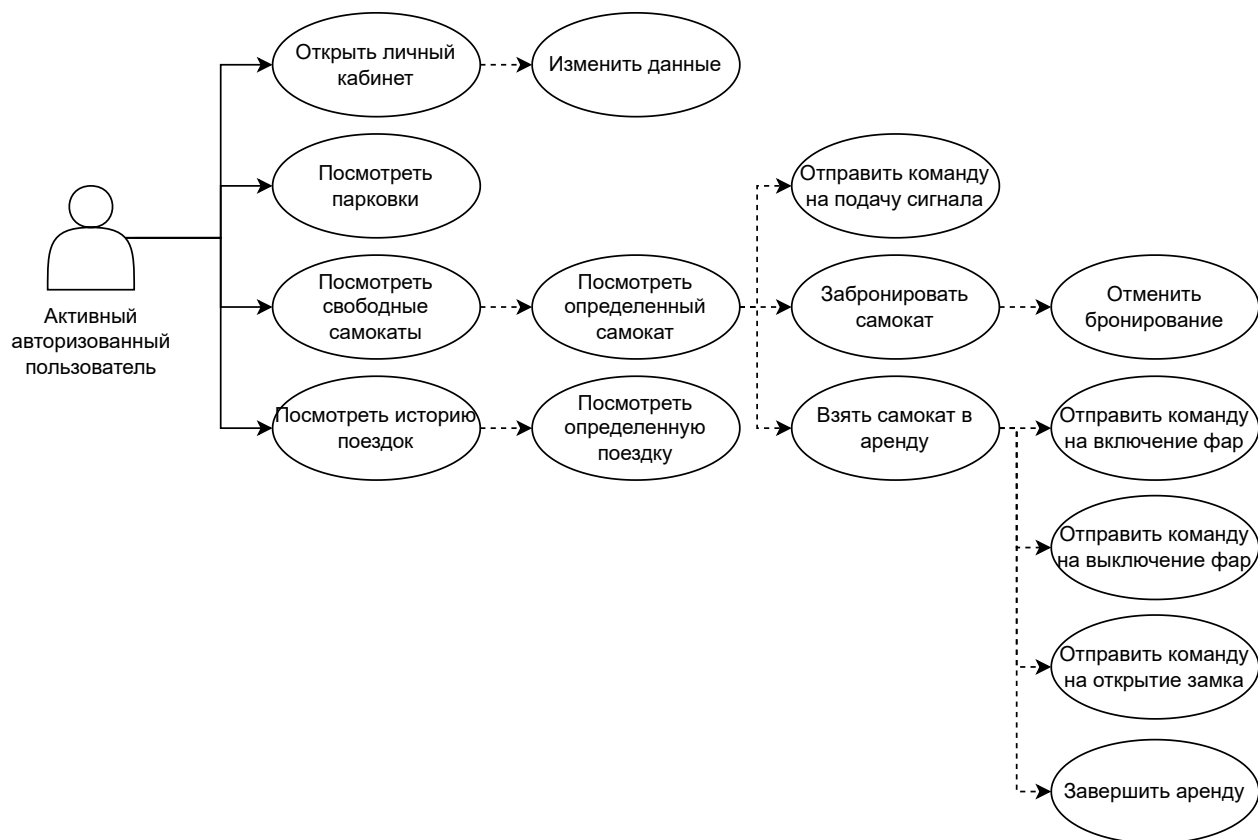 Открыть личный
кабинет
Изменить данные
Посмотреть
парковки
Отправить команду
на подачу сигнала
Активный
авторизованный
пользователь
Посмотреть
свободные
самокаты
Посмотреть
определенный
самокат
Забронировать
самокат
Отменить
бронирование
Посмотреть историю
поездок
Посмотреть
определенную
поездку
Взять самокат в
аренду
Отправить команду
на включение фар
Отправить команду
на выключение фар
Отправить команду
на открытие замка
Завершить аренду